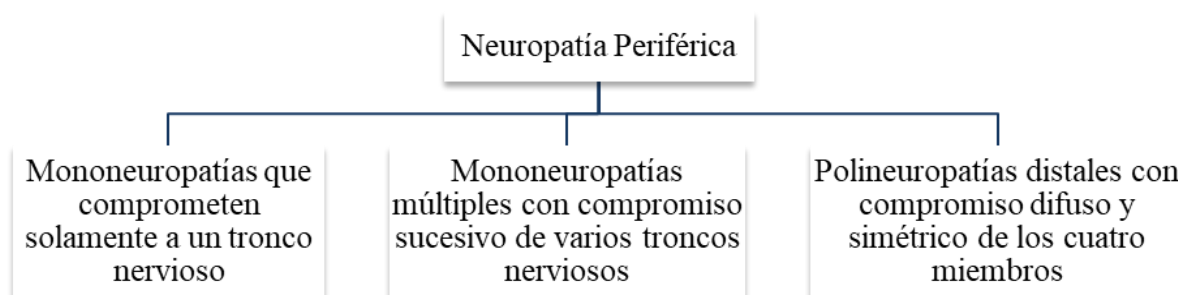 Neuropatía Periférica
Mononeuropatías que
comprometen
solamente a un tronco
nervioso
Mononeuropatías
múltiples con compromiso
sucesivo de varios troncos
nerviosos
Polineuropatías distales con
compromiso difuso y
simétrico de los cuatro
miembros